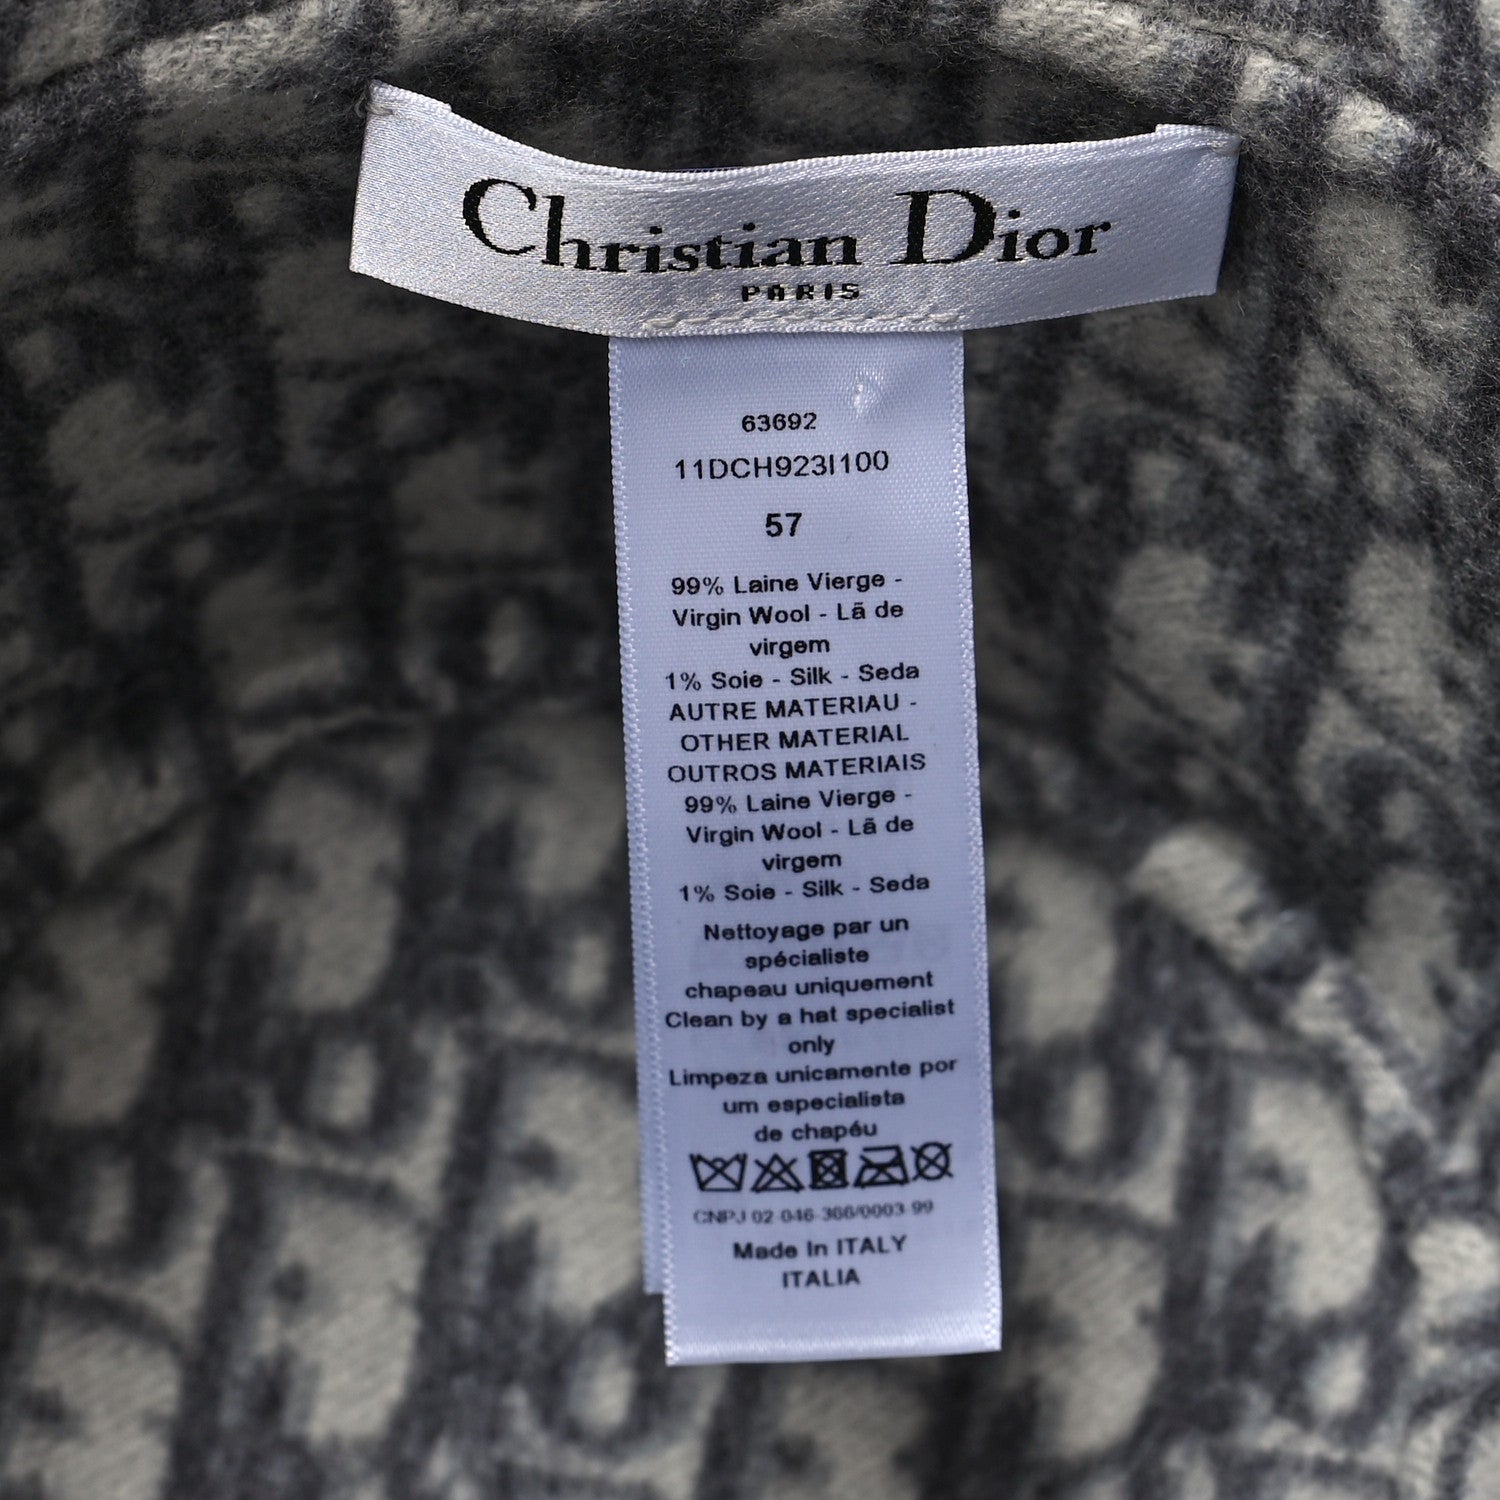 Christian Dior
PARIS
63692
11DCH923I100
57
99% Laine Vierge -
Virgin Wool - Lã de
virgem
1% Soie - Silk - Seda
AUTRE MATERIAU -
OTHER MATERIAL
OUTROS MATERIAIS
99% Laine Vierge -
Virgin Wool - Lã de
virgem
1% Soie - Silk - Seda
Nettoyage par un
spécialiste
chapeau uniquement
Clean by a hat specialist
only
Limpeza unicamente por
um especialista
de chapéu
CNPJ 02-046-366/0003-99
Made In ITALY
ITALIA